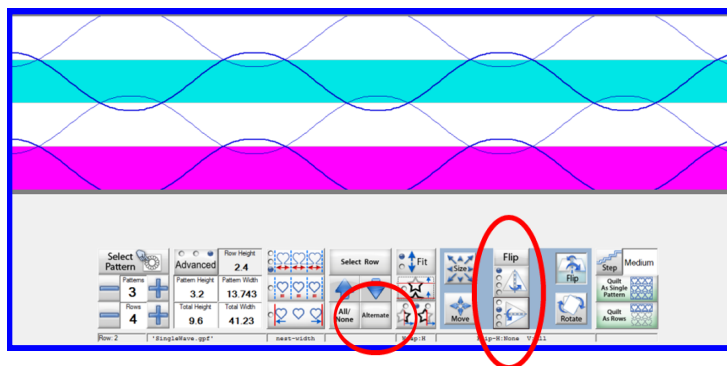 Select
Pattern
Advanced
Row Height
2.4
Patterns
3
Pattern Height
3.2
Pattern Width
13.743
Rows
4
Total Height
9.6
Total Width
41.23
Select Row
All/
None
Alternate
Fit
Size
Move
Flip
Flip
Rotate
Step
Medium
Quilt
As Single
Pattern
Quilt
As Rows
Row: 2
'SingleWave.gpf'
nest-width